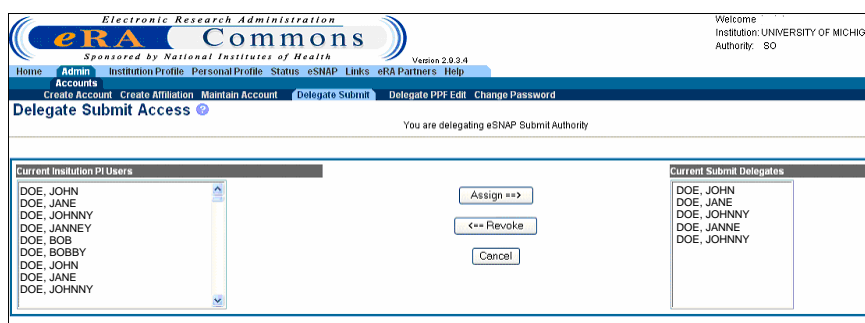 Electronic Research Administration
eRA Commons
Sponsored by National Institutes of Health
Version 2.9.3.4
Welcome
Institution: UNIVERSITY OF MICHIG
Authority: SO
Home Admin Institution Profile Personal Profile Status eSNAP Links eRA Partners Help
Accounts
Create Account Create Affiliation Maintain Account Delegate Submit Delegate PPF Edit Change Password
Delegate Submit Access ?
You are delegating eSNAP Submit Authority
Current Insitution PI Users
DOE, JOHN
DOE, JANE
DOE, JOHNNY
DOE, JANNEY
DOE, BOB
DOE, BOBBY
DOE, JOHN
DOE, JANE
DOE, JOHNNY
Assign ==>
<== Revoke
Cancel
Current Submit Delegates
DOE, JOHN
DOE, JANE
DOE, JOHNNY
DOE, JANNE
DOE, JOHNNY